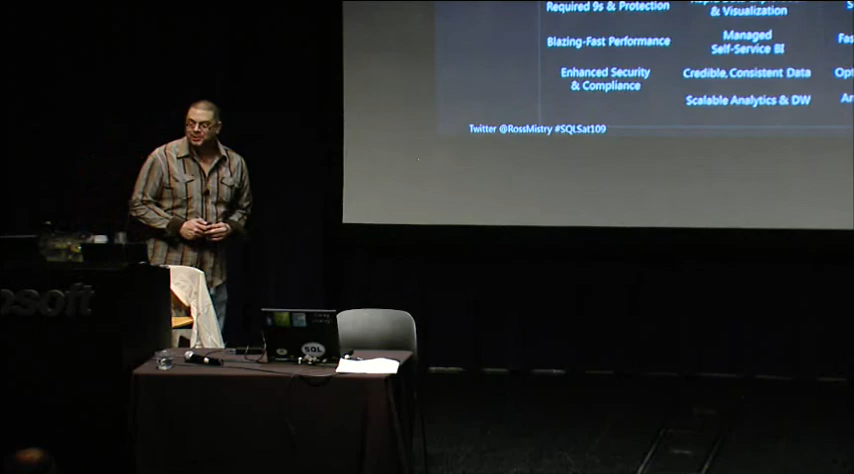 Required 9s & Protection
& Visualization
Blazing-Fast Performance
Managed
Self-Service BI
Enhanced Security
& Compliance
Credible, Consistent Data
Scalable Analytics & DW
Twitter @RossMistry #SQLSat109
osoft
SQL